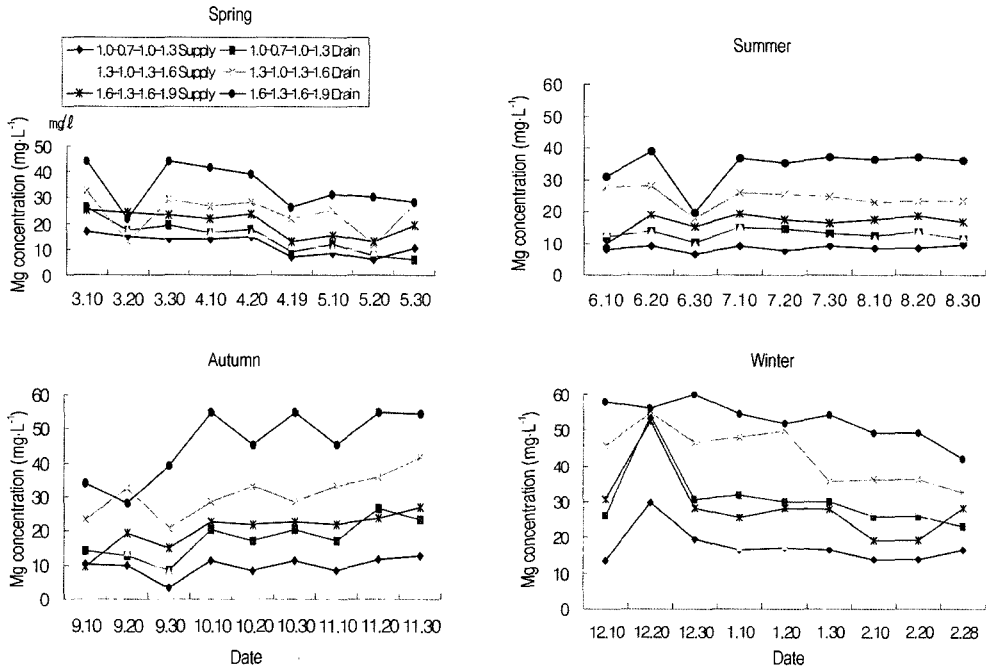 Spring
1.0-0.7-1.0-1.3 Supply
1.0-0.7-1.0-1.3 Drain
1.3-1.0-1.3-1.6 Supply
1.3-1.0-1.3-1.6 Drain
1.6-1.3-1.6-1.9 Supply
1.6-1.3-1.6-1.9 Drain
mg/ℓ
Mg concentration (mg·L⁻¹)
50
40
30
20
10
0
3.10 3.20 3.30 4.10 4.20 4.19 5.10 5.20 5.30
Summer
Mg concentration (mg·L⁻¹)
60
50
40
30
20
10
0
6.10 6.20 6.30 7.10 7.20 7.30 8.10 8.20 8.30
Autumn
Mg concentration (mg·L⁻¹)
60
50
40
30
20
10
0
9.10 9.20 9.30 10.10 10.20 10.30 11.10 11.20 11.30
Date
Winter
Mg concentration (mg·L⁻¹)
60
50
40
30
20
10
0
12.10 12.20 12.30 1.10 1.20 1.30 2.10 2.20 2.28
Date